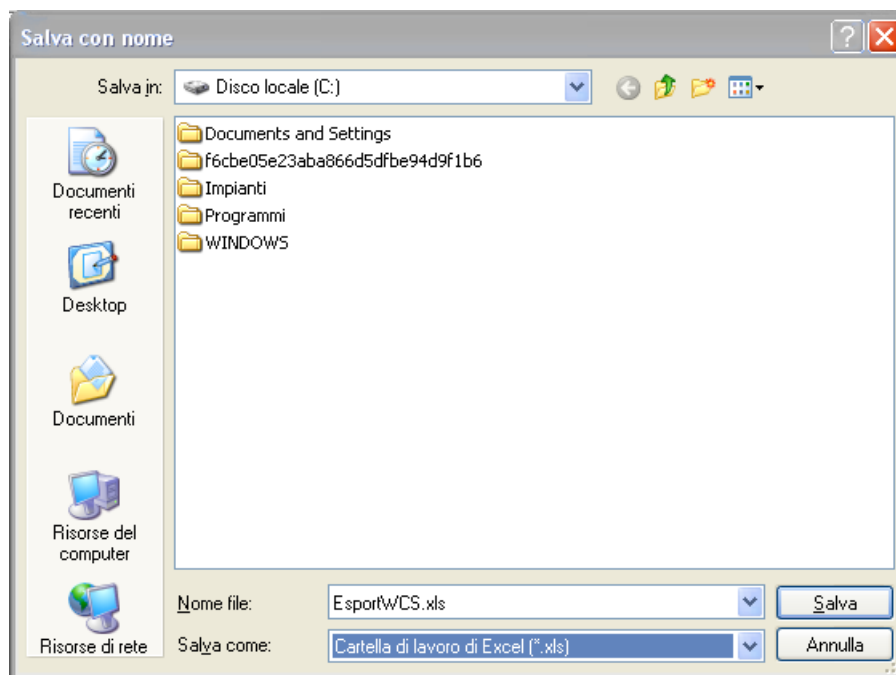 Salva con nome
Salva in: Disco locale (C:)
Documents and Settings
f6cbe05e23aba866d5dfbe94d9f1b6
Impianti
Programmi
WINDOWS
Documenti
recenti
Desktop
Documenti
Risorse del
computer
Risorse di rete
Nome file: EsportWCS.xls Salva
Salva come: Cartella di lavoro di Excel (*.xls) Annulla